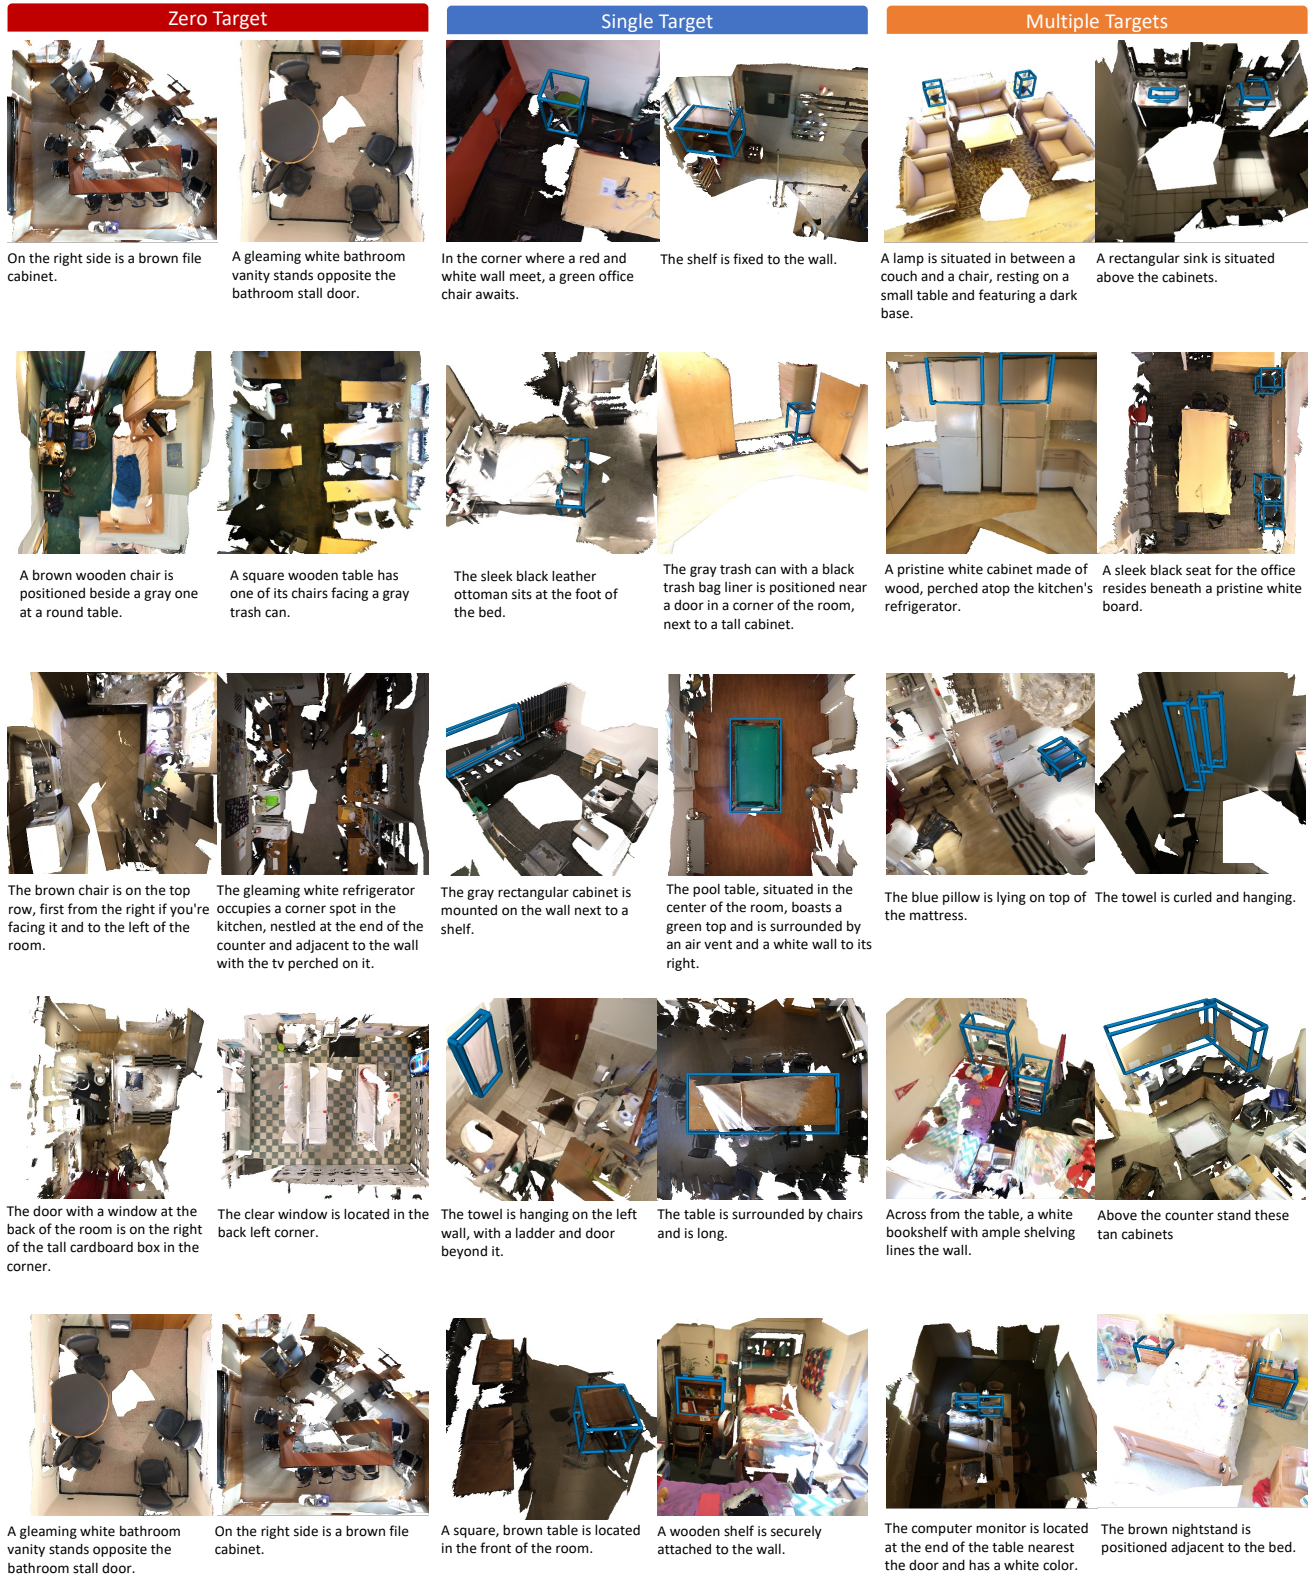 Zero Target
Single Target
Multiple Targets
On the right side is a brown file
cabinet.
A gleaming white bathroom
vanity stands opposite the
bathroom stall door.
In the corner where a red and
white wall meet, a green office
chair awaits.
The shelf is fixed to the wall.
A lamp is situated in between a
couch and a chair, resting on a
small table and featuring a dark
base.
A rectangular sink is situated
above the cabinets.
A brown wooden chair is
positioned beside a gray one
at a round table.
A square wooden table has
one of its chairs facing a gray
trash can.
The sleek black leather
ottoman sits at the foot of
the bed.
The gray trash can with a black
trash bag liner is positioned near
a door in a corner of the room,
next to a tall cabinet.
A pristine white cabinet made of
wood, perched atop the kitchen's
refrigerator.
A sleek black seat for the office
resides beneath a pristine white
board.
The brown chair is on the top
row, first from the right if you're
facing it and to the left of the
room.
The gleaming white refrigerator
occupies a corner spot in the
kitchen, nestled at the end of the
counter and adjacent to the wall
with the tv perched on it.
The gray rectangular cabinet is
mounted on the wall next to a
shelf.
The pool table, situated in the
center of the room, boasts a
green top and is surrounded by
an air vent and a white wall to its
right.
The blue pillow is lying on top of
the mattress.
The towel is curled and hanging.
The door with a window at the
back of the room is on the right
of the tall cardboard box in the
corner.
The clear window is located in the
back left corner.
The towel is hanging on the left
wall, with a ladder and door
beyond it.
The table is surrounded by chairs
and is long.
Across from the table, a white
bookshelf with ample shelving
lines the wall.
Above the counter stand these
tan cabinets
A gleaming white bathroom
vanity stands opposite the
bathroom stall door.
On the right side is a brown file
cabinet.
A square, brown table is located
in the front of the room.
A wooden shelf is securely
attached to the wall.
The computer monitor is located
at the end of the table nearest
the door and has a white color.
The brown nightstand is
positioned adjacent to the bed.